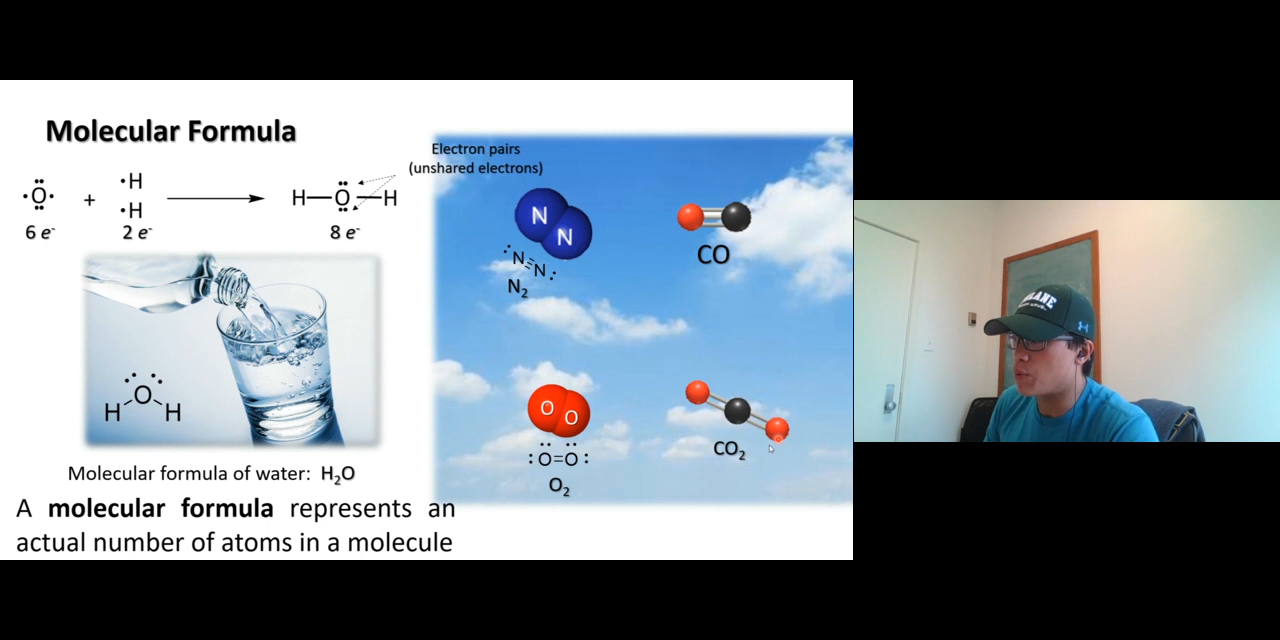 Molecular Formula
Electron pairs
(unshared electrons)
·Ö· + ·H ·H → H—Ö—H
6 e⁻ 2 e⁻ 8 e⁻
N
N
:N≡N:
N₂
CO
H O H
O O
:Ö=Ö:
O₂
CO₂
Molecular formula of water: H₂O
A molecular formula represents an
actual number of atoms in a molecule